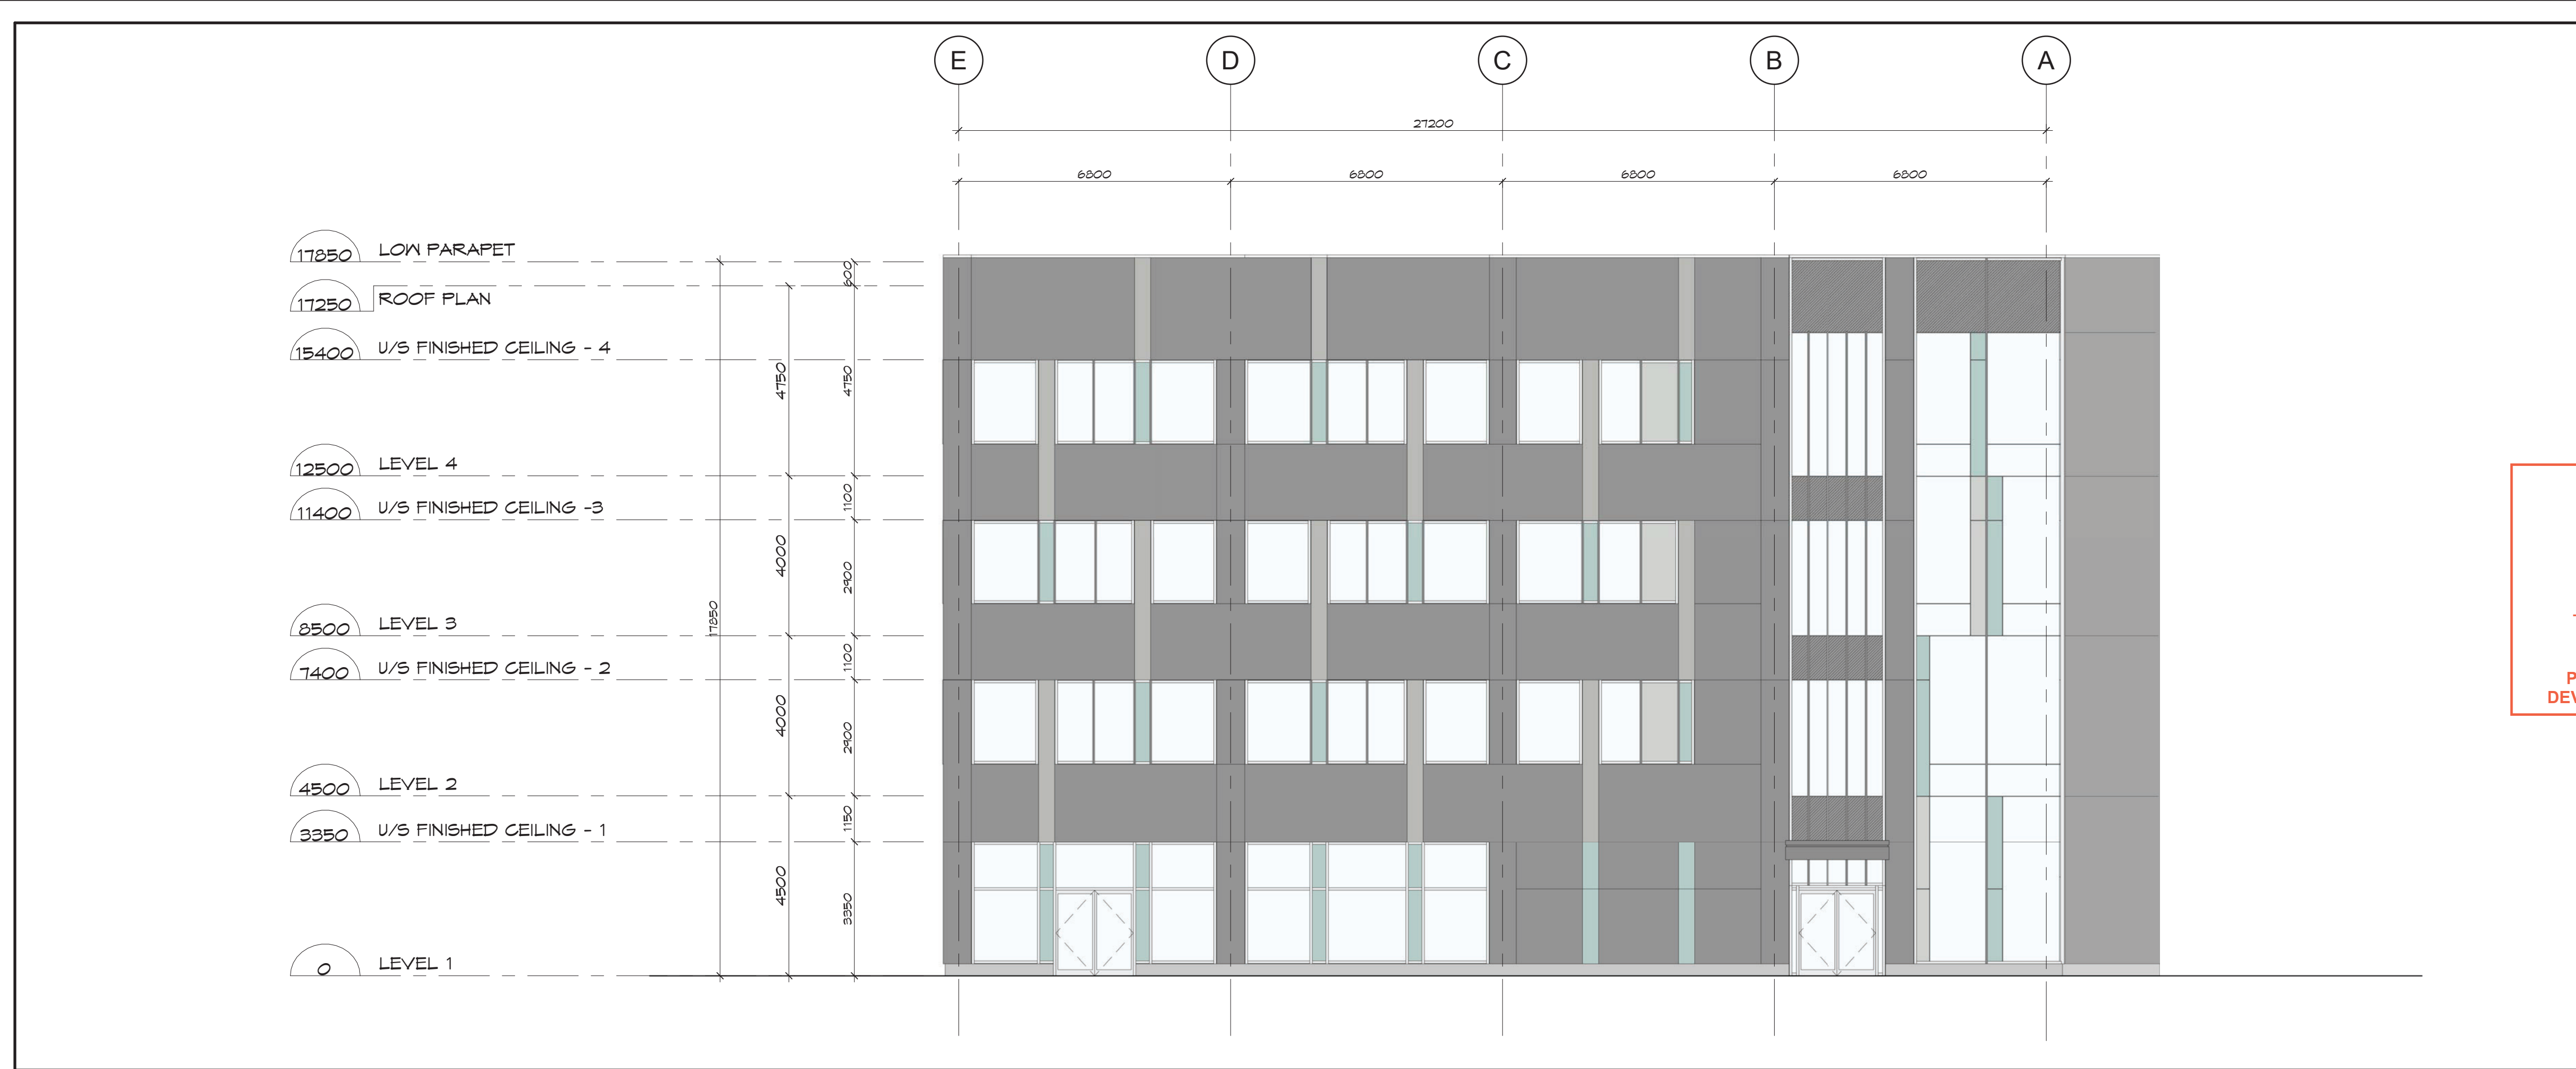 E D C B A
27200
6800 6800 6800 6800
17850 LOW PARAPET
600
17250 ROOF PLAN
15400 U/S FINISHED CEILING - 4
4750 4750
12500 LEVEL 4
1100
11400 U/S FINISHED CEILING -3
4000 2900
17850
8500 LEVEL 3
1100
7400 U/S FINISHED CEILING - 2
4000 2900
4500 LEVEL 2
1150
3350 U/S FINISHED CEILING - 1
4500 3350
0 LEVEL 1
P
DEV